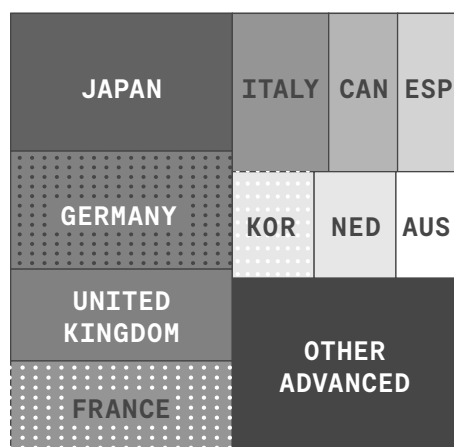 JAPAN
ITALY
CAN
ESP
GERMANY
KOR
NED
AUS
UNITED
KINGDOM
OTHER
ADVANCED
FRANCE